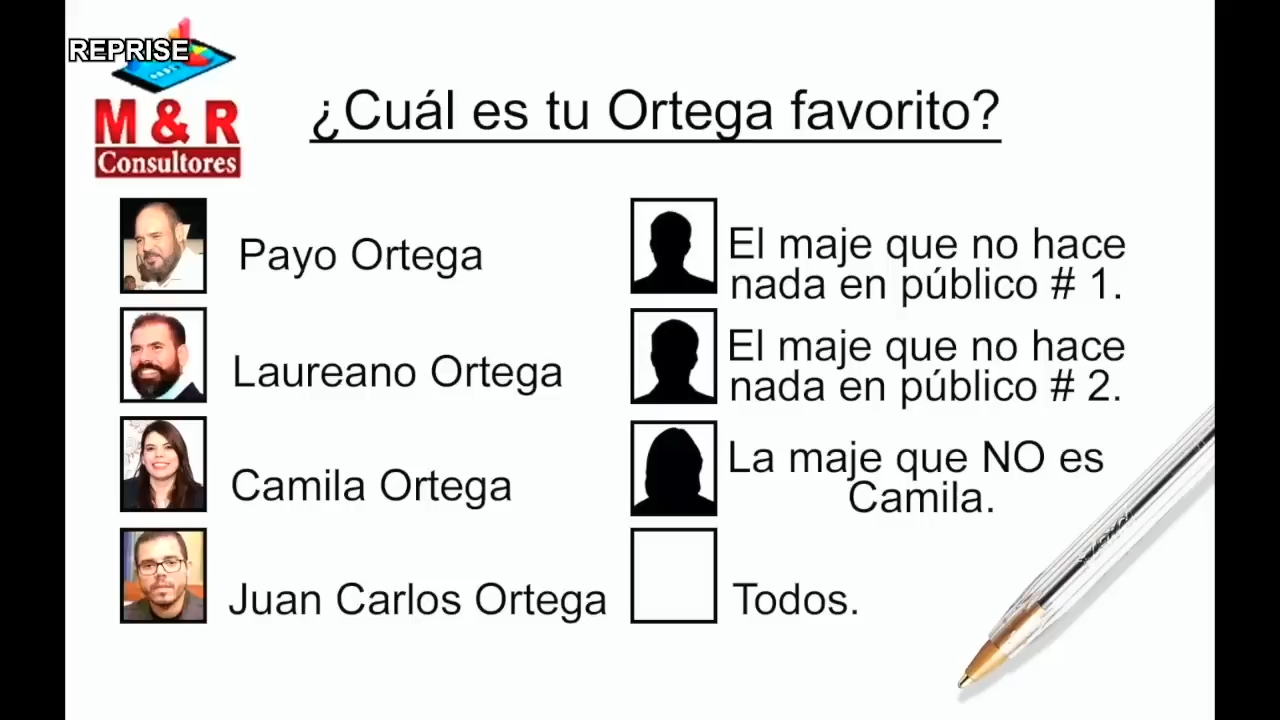 REPRISE
M & R
Consultores
¿Cuál es tu Ortega favorito?
Payo Ortega
Laureano Ortega
Camila Ortega
Juan Carlos Ortega
El maje que no hace
nada en público # 1.
El maje que no hace
nada en público # 2.
La maje que NO es
Camila.
Todos.